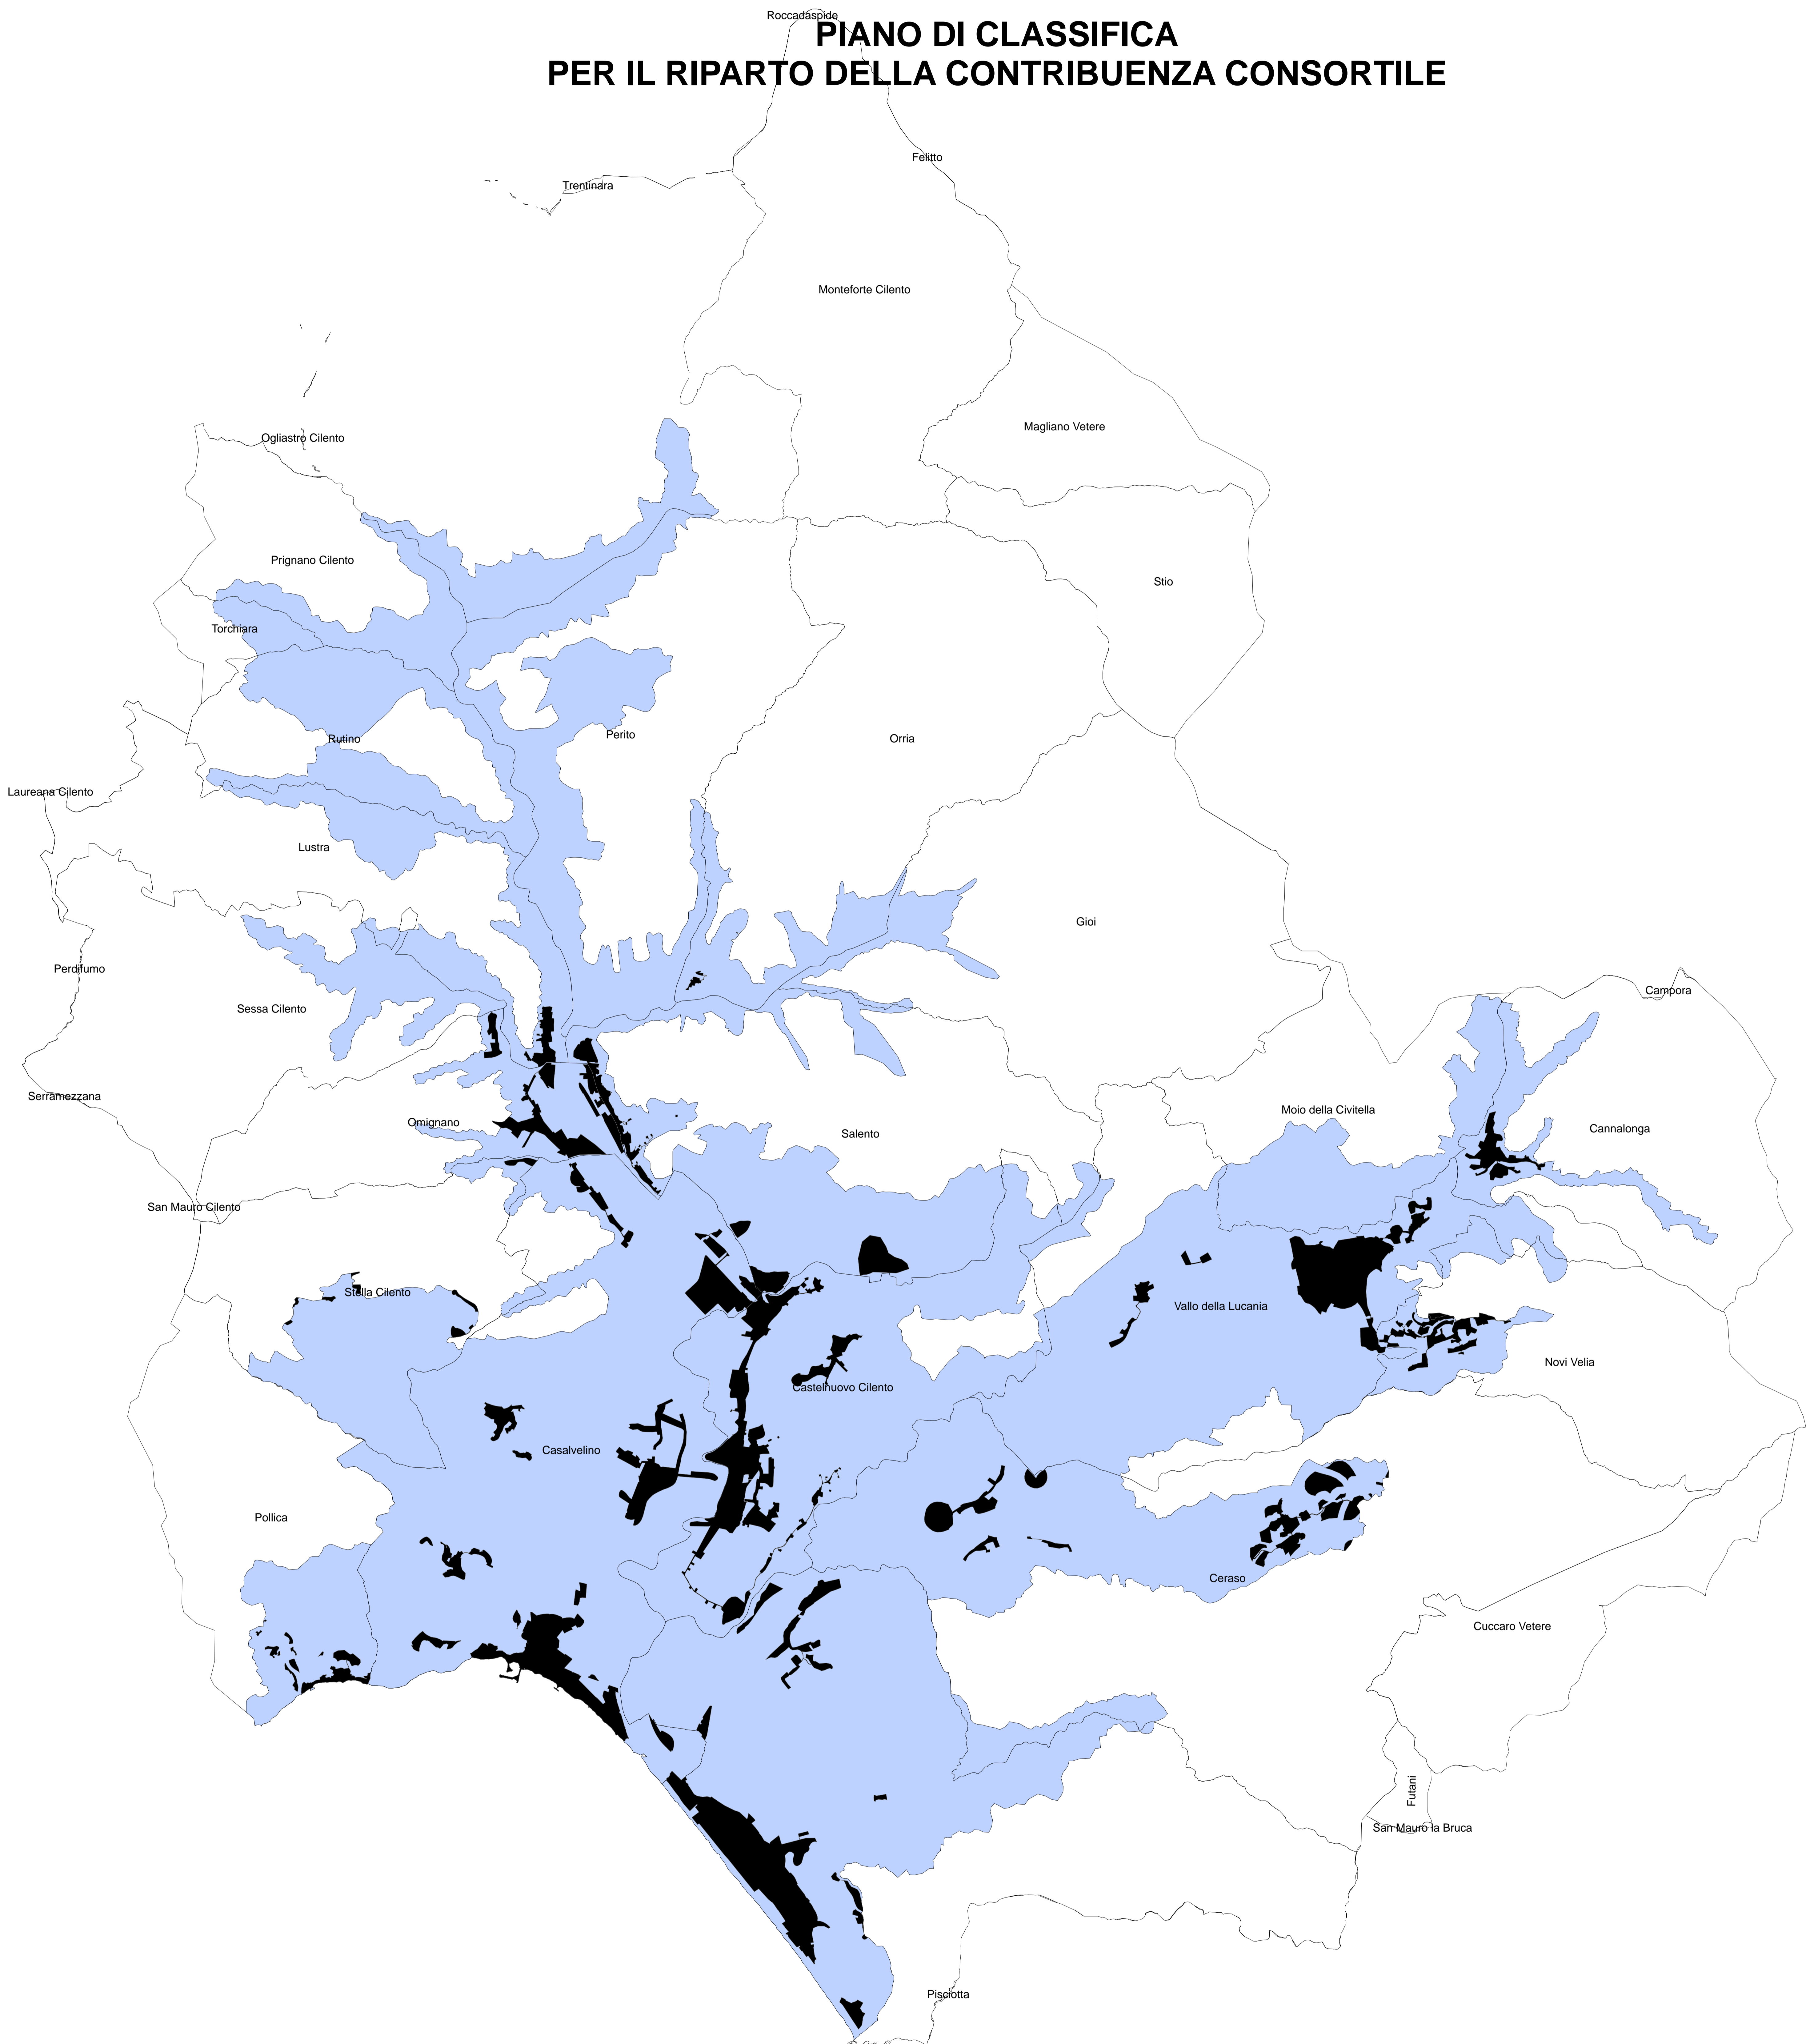 Roccadaspide
PIANO DI CLASSIFICA
PER IL RIPARTO DELLA CONTRIBUENZA CONSORTILE
Felitto
Trentinara
Monteforte Cilento
Magliano Vetere
Ogliastro Cilento
Prignano Cilento
Stio
Torchiara
Perito
Orria
Rutino
Laureana Cilento
Lustra
Gioi
Perdifumo
Campora
Sessa Cilento
Serramezzana
Moio della Civitella
Omignano
Cannalonga
Salento
San Mauro Cilento
Stella Cilento
Vallo della Lucania
Novi Velia
Castelnuovo Cilento
Casalvelino
Pollica
Ceraso
Cuccaro Vetere
Futani
San Mauro la Bruca
Pisciotta